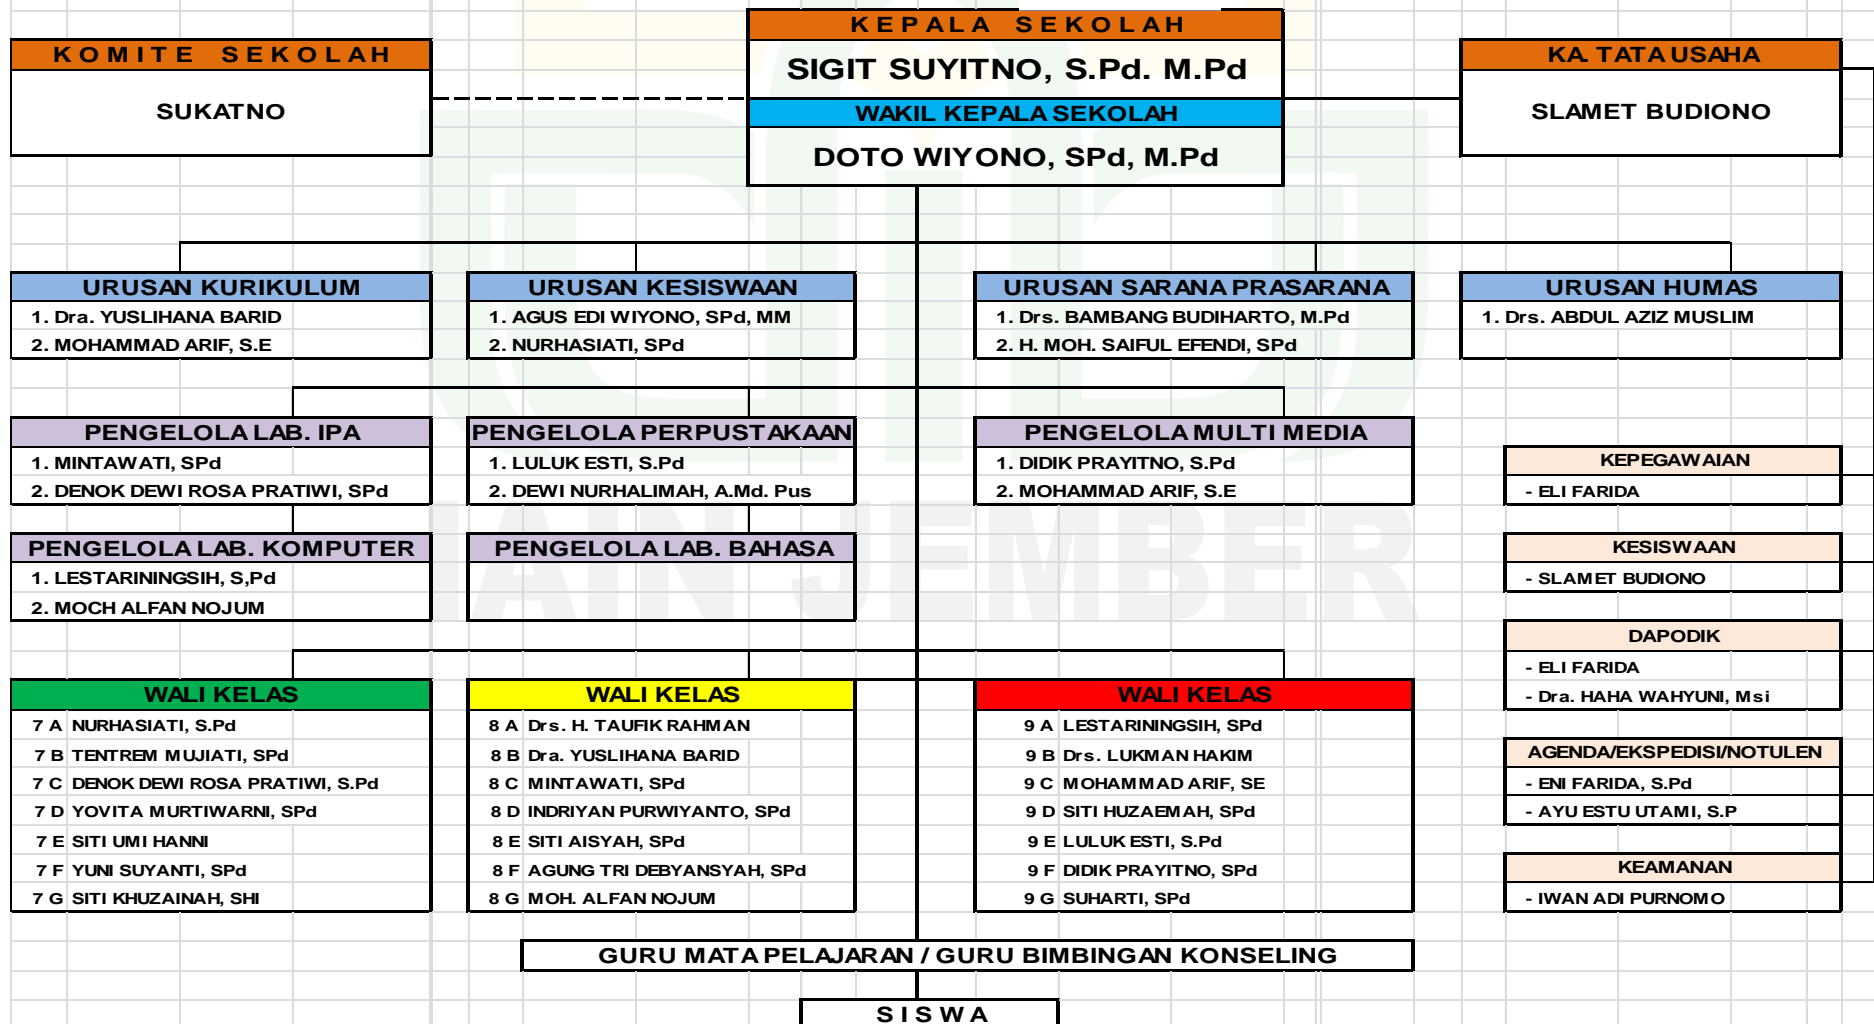 KEPALA SEKOLAH
SIGIT SUYITNO, S.Pd. M.Pd
WAKIL KEPALA SEKOLAH
DOTO WIYONO, SPd, M.Pd
KOMITE SEKOLAH
SUKATNO
KA. TATA USAHA
SLAMET BUDIONO
URUSAN KURIKULUM
1. Dra. YUSLIHANA BARID
2. MOHAMMAD ARIF, S.E
URUSAN KESISWAAN
1. AGUS EDI WIYONO, SPd, MM
2. NURHASIATI, SPd
URUSAN SARANA PRASARANA
1. Drs. BAMBANG BUDIHARTO, M.Pd
2. H. MOH. SAIFUL EFENDI, SPd
URUSAN HUMAS
1. Drs. ABDUL AZIZ MUSLIM
PENGELOLA LAB. IPA
1. MINTAWATI, SPd
2. DENOK DEWI ROSA PRATIWI, SPd
PENGELOLA PERPUSTAKAAN
1. LULUK ESTI, S.Pd
2. DEWI NURHALIMAH, A.Md. Pus
PENGELOLA MULTI MEDIA
1. DIDIK PRAYITNO, S.Pd
2. MOHAMMAD ARIF, S.E
PENGELOLA LAB. KOMPUTER
1. LESTARININGSIH, S,Pd
2. MOCH ALFAN NOJUM
PENGELOLA LAB. BAHASA
IAIN JEMBER
KEPEGAWAIAN
- ELI FARIDA
KESISWAAN
- SLAMET BUDIONO
DAPODIK
- ELI FARIDA
- Dra. HAHA WAHYUNI, Msi
AGENDA/EKSPEDISI/NOTULEN
- ENI FARIDA, S.Pd
- AYU ESTU UTAMI, S.P
KEAMANAN
- IWAN ADI PURNOMO
WALI KELAS
7 A NURHASIATI, S.Pd
7 B TENTREM MUJIATI, SPd
7 C DENOK DEWI ROSA PRATIWI, S.Pd
7 D YOVITA MURTIWARNI, SPd
7 E SITI UMI HANNI
7 F YUNI SUYANTI, SPd
7 G SITI KHUZAINAH, SHI
WALI KELAS
8 A Drs. H. TAUFIK RAHMAN
8 B Dra. YUSLIHANA BARID
8 C MINTAWATI, SPd
8 D INDRIYAN PURWIYANTO, SPd
8 E SITI AISYAH, SPd
8 F AGUNG TRI DEBYANSYAH, SPd
8 G MOH. ALFAN NOJUM
WALI KELAS
9 A LESTARININGSIH, SPd
9 B Drs. LUKMAN HAKIM
9 C MOHAMMAD ARIF, SE
9 D SITI HUZAEMAH, SPd
9 E LULUK ESTI, S.Pd
9 F DIDIK PRAYITNO, SPd
9 G SUHARTI, SPd
GURU MATA PELAJARAN / GURU BIMBINGAN KONSELING
SISWA